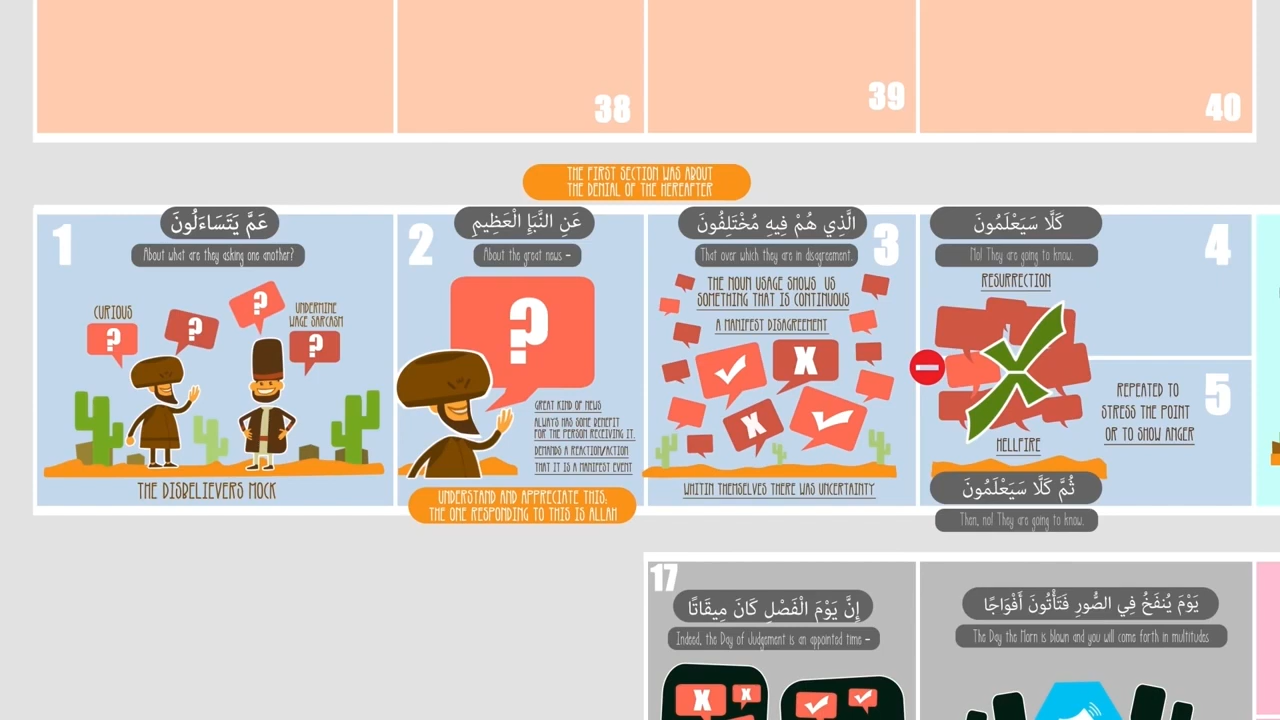 38
39
40
THE FIRST SECTION WAS ABOUT
THE DENIAL OF THE HEREAFTER
1
عَمَّ يَتَسَاءَلُونَ
About what are they asking one another?
CURIOUS
?
?
?
UNDERMINE
WAGE SARCASM
?
THE DISBELIEVERS MOCK
2
عَنِ النَّبَإِ الْعَظِيمِ
About the great news -
?
GREAT KIND OF NEWS
ALWAYS HAS SOME BENEFIT
FOR THE PERSON RECEIVING IT.
DEMANDS A REACTION/ACTION
THAT IT IS A MANIFEST EVENT
UNDERSTAND AND APPRECIATE THIS:
THE ONE RESPONDING TO THIS IS ALLAH
الَّذِي هُمْ فِيهِ مُخْتَلِفُونَ
3
That over which they are in disagreement.
THE NOUN USAGE SHOWS US
SOMETHING THAT IS CONTINUOUS
A MANIFEST DISAGREEMENT
X
X
WHITIN THEMSELVES THERE WAS UNCERTAINTY
كَلَّا سَيَعْلَمُونَ
4
No! They are going to know.
RESURRECTION
HELLFIRE
5
REPEATED TO
STRESS THE POINT
OR TO SHOW ANGER
ثُمَّ كَلَّا سَيَعْلَمُونَ
Then, no! They are going to know.
17
إِنَّ يَوْمَ الْفَصْلِ كَانَ مِيقَاتًا
Indeed, the Day of Judgement is an appointed time -
X
X
يَوْمَ يُنفَخُ فِي الصُّورِ فَتَأْتُونَ أَفْوَاجًا
The Day the Horn is blown and you will come forth in multitudes